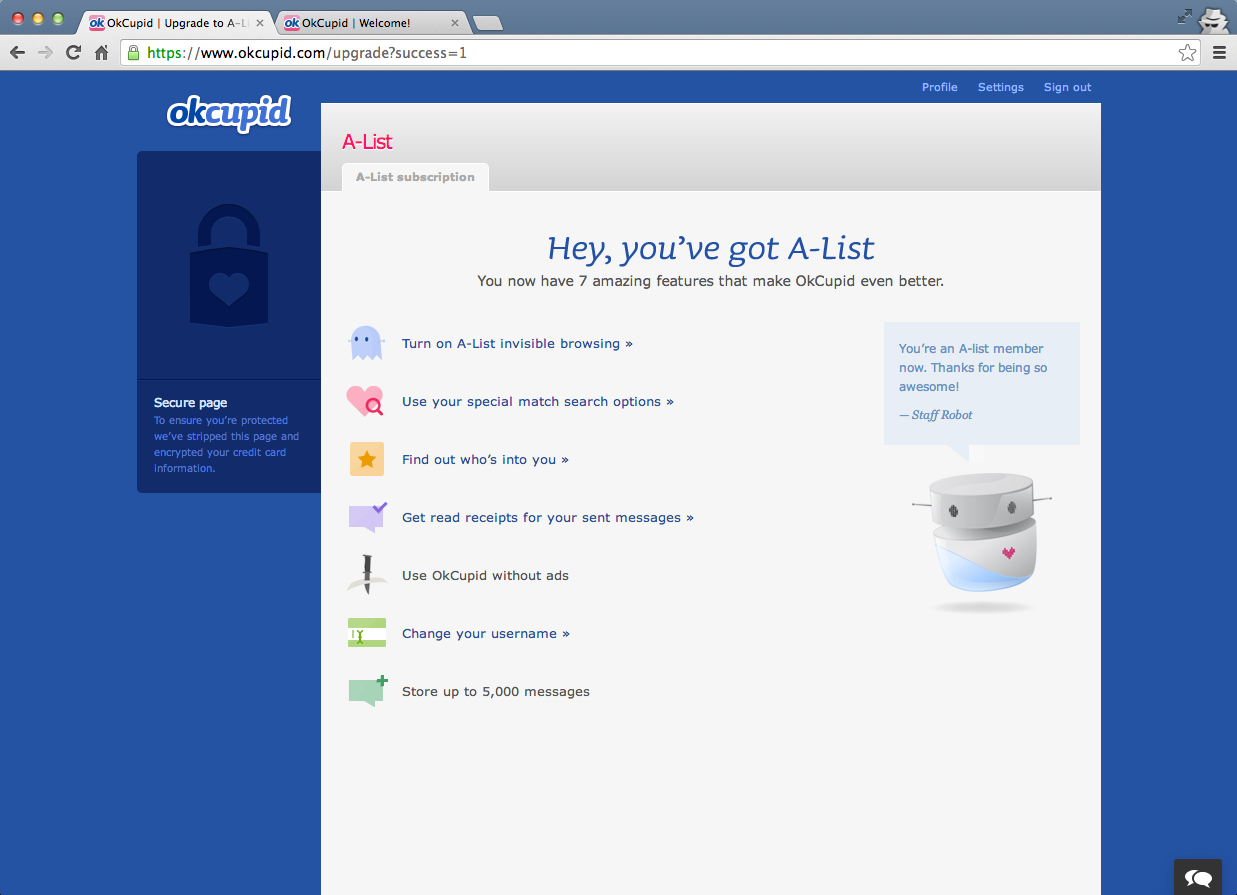 OkCupid | Upgrade to A-Li
OkCupid | Welcome!
https://www.okcupid.com/upgrade?success=1
Profile Settings Sign out
okcupid
A-List
A-List subscription
Secure page
To ensure you're protected
we've stripped this page and
encrypted your credit card
information.
Hey, you've got A-List
You now have 7 amazing features that make OkCupid even better.
Turn on A-List invisible browsing »
Use your special match search options »
Find out who's into you »
Get read receipts for your sent messages »
Use OkCupid without ads
Change your username »
Store up to 5,000 messages
You're an A-list member
now. Thanks for being so
awesome!
— Staff Robot